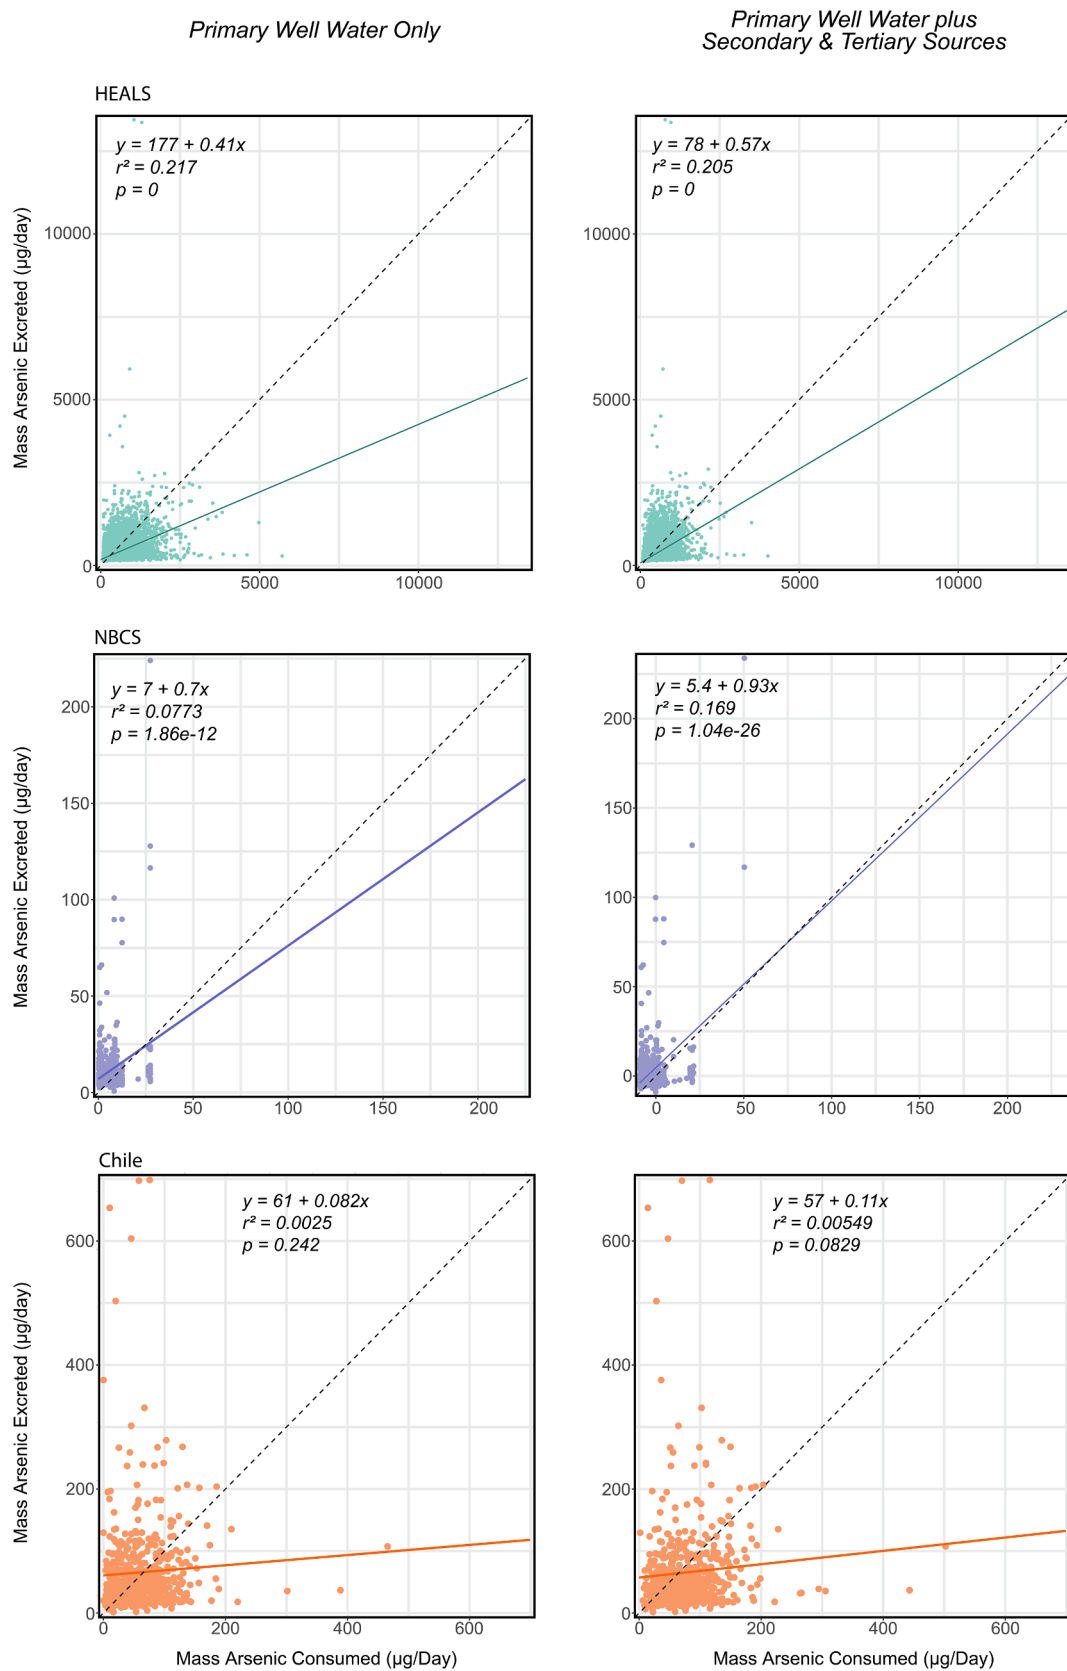 Primary Well Water Only
Primary Well Water plus
Secondary & Tertiary Sources
HEALS
y = 177 + 0.41x
r² = 0.217
p = 0
10000
5000
0
0 5000 10000
Mass Arsenic Excreted (µg/day)
y = 78 + 0.57x
r² = 0.205
p = 0
10000
5000
0
0 5000 10000
NBCS
y = 7 + 0.7x
r² = 0.0773
p = 1.86e-12
200
150
100
50
0
0 50 100 150 200
Mass Arsenic Excreted (µg/day)
y = 5.4 + 0.93x
r² = 0.169
p = 1.04e-26
200
150
100
50
0
0 50 100 150 200
Chile
y = 61 + 0.082x
r² = 0.0025
p = 0.242
600
400
200
0
0 200 400 600
Mass Arsenic Excreted (µg/day)
Mass Arsenic Consumed (µg/Day)
y = 57 + 0.11x
r² = 0.00549
p = 0.0829
600
400
200
0
0 200 400 600
Mass Arsenic Consumed (µg/Day)